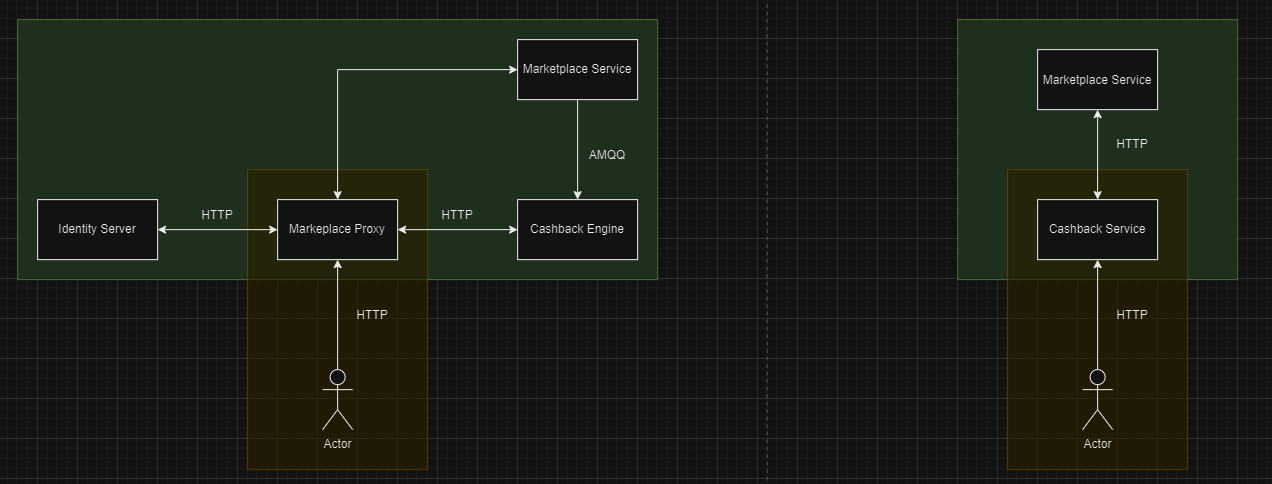 Marketplace Service
AMQQ
Identity Server
HTTP
Markeplace Proxy
HTTP
Cashback Engine
HTTP
Actor
Marketplace Service
HTTP
Cashback Service
HTTP
Actor